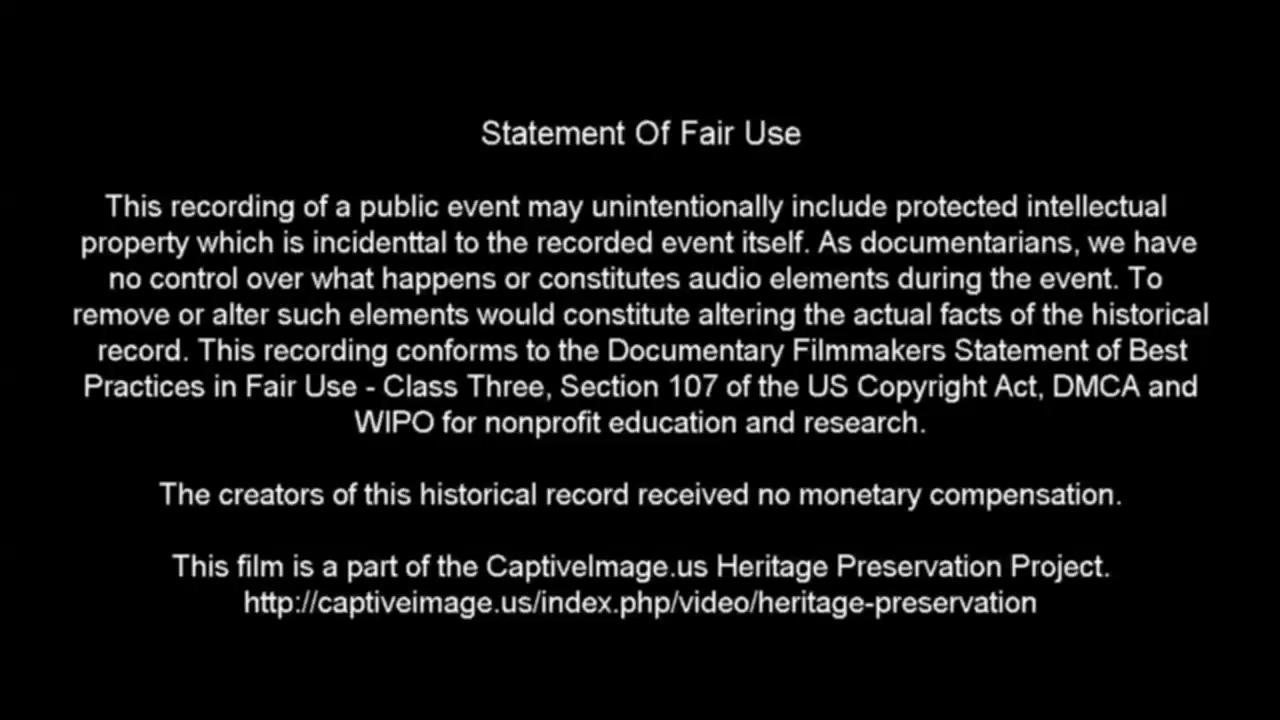 Statement Of Fair Use
This recording of a public event may unintentionally include protected intellectual
property which is incidenttal to the recorded event itself. As documentarians, we have
no control over what happens or constitutes audio elements during the event. To
remove or alter such elements would constitute altering the actual facts of the historical
record. This recording conforms to the Documentary Filmmakers Statement of Best
Practices in Fair Use - Class Three, Section 107 of the US Copyright Act, DMCA and
WIPO for nonprofit education and research.
The creators of this historical record received no monetary compensation.
This film is a part of the CaptiveImage.us Heritage Preservation Project.
http://captiveimage.us/index.php/video/heritage-preservation